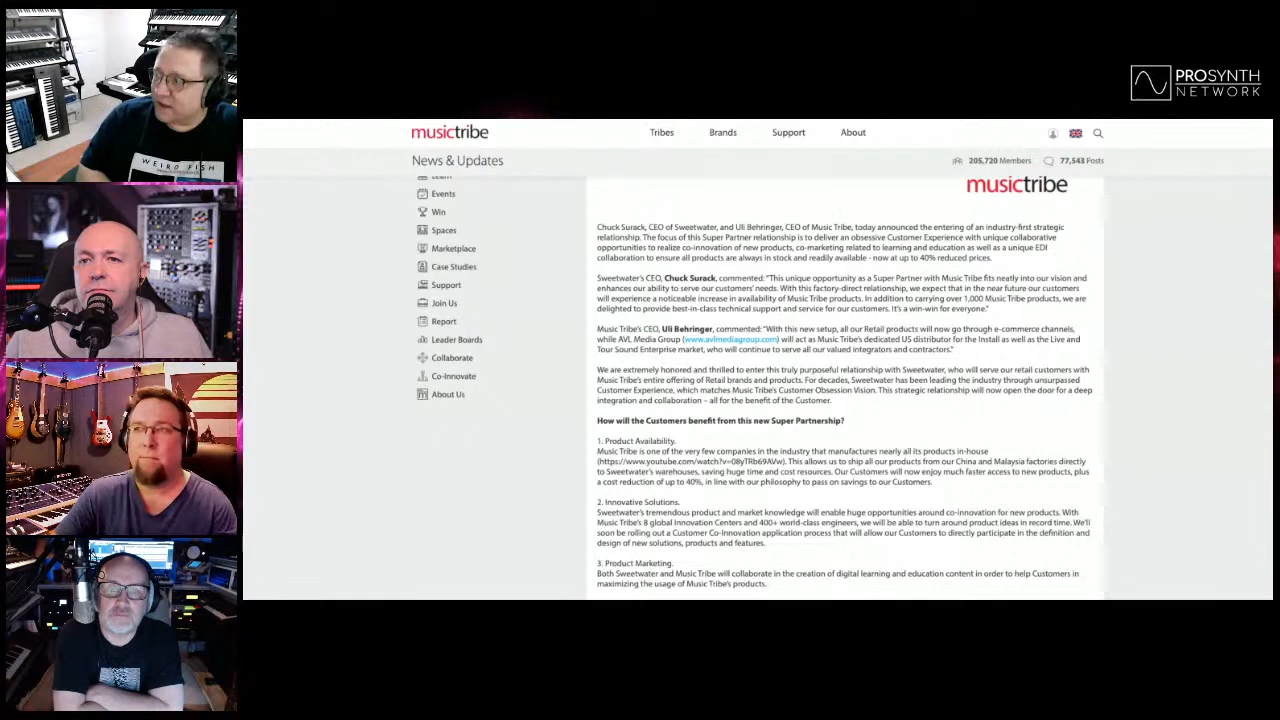 PROSYNTH
NETWORK
WEIRD FISH
musictribe
Tribes
Brands
Support
About
News & Updates
205,720 Members
77,543 Posts
Learn
Events
Win
Spaces
Marketplace
Case Studies
Support
Join Us
Report
Leader Boards
Collaborate
Co-Innovate
About Us
musictribe
Chuck Surack, CEO of Sweetwater, and Uli Behringer, CEO of Music Tribe, today announced the entering of an industry-first strategic
relationship. The focus of this Super Partner relationship is to deliver an obsessive Customer Experience with unique collaborative
opportunities to realize co-innovation of new products, co-marketing related to learning and education as well as a unique EDI
collaboration to ensure all products are always in stock and readily available - now at up to 40% reduced prices.
Sweetwater's CEO, Chuck Surack, commented: "This unique opportunity as a Super Partner with Music Tribe fits neatly into our vision and
enhances our ability to serve our customers' needs. With this factory-direct relationship, we expect that in the near future our customers
will experience a noticeable increase in availability of Music Tribe products. In addition to carrying over 1,000 Music Tribe products, we are
delighted to provide best-in-class technical support and service for our customers. It's a win-win for everyone."
Music Tribe's CEO, Uli Behringer, commented: "With this new setup, all our Retail products will now go through e-commerce channels,
while AVL Media Group (www.avlmediagroup.com) will act as Music Tribe's dedicated US distributor for the Install as well as the Live and
Tour Sound Enterprise market, who will continue to serve all our valued integrators and contractors."
We are extremely honored and thrilled to enter this truly purposeful relationship with Sweetwater, who will serve our retail customers with
Music Tribe's entire offering of Retail brands and products. For decades, Sweetwater has been leading the industry through unsurpassed
Customer Experience, which matches Music Tribe's Customer Obsession Vision. This strategic relationship will now open the door for a deep
integration and collaboration – all for the benefit of the Customer.
How will the Customers benefit from this new Super Partnership?
1. Product Availability.
Music Tribe is one of the very few companies in the industry that manufactures nearly all its products in-house
(https://www.youtube.com/watch?v=08yTRb69AVw). This allows us to ship all our products from our China and Malaysia factories directly
to Sweetwater's warehouses, saving huge time and cost resources. Our Customers will now enjoy much faster access to new products, plus
a cost reduction of up to 40%, in line with our philosophy to pass on savings to our Customers.
2. Innovative Solutions.
Sweetwater's tremendous product and market knowledge will enable huge opportunities around co-innovation for new products. With
Music Tribe's 8 global Innovation Centers and 400+ world-class engineers, we will be able to turn around product ideas in record time. We'll
soon be rolling out a Customer Co-Innovation application process that will allow our Customers to directly participate in the definition and
design of new solutions, products and features.
3. Product Marketing.
Both Sweetwater and Music Tribe will collaborate in the creation of digital learning and education content in order to help Customers in
maximizing the usage of Music Tribe's products.